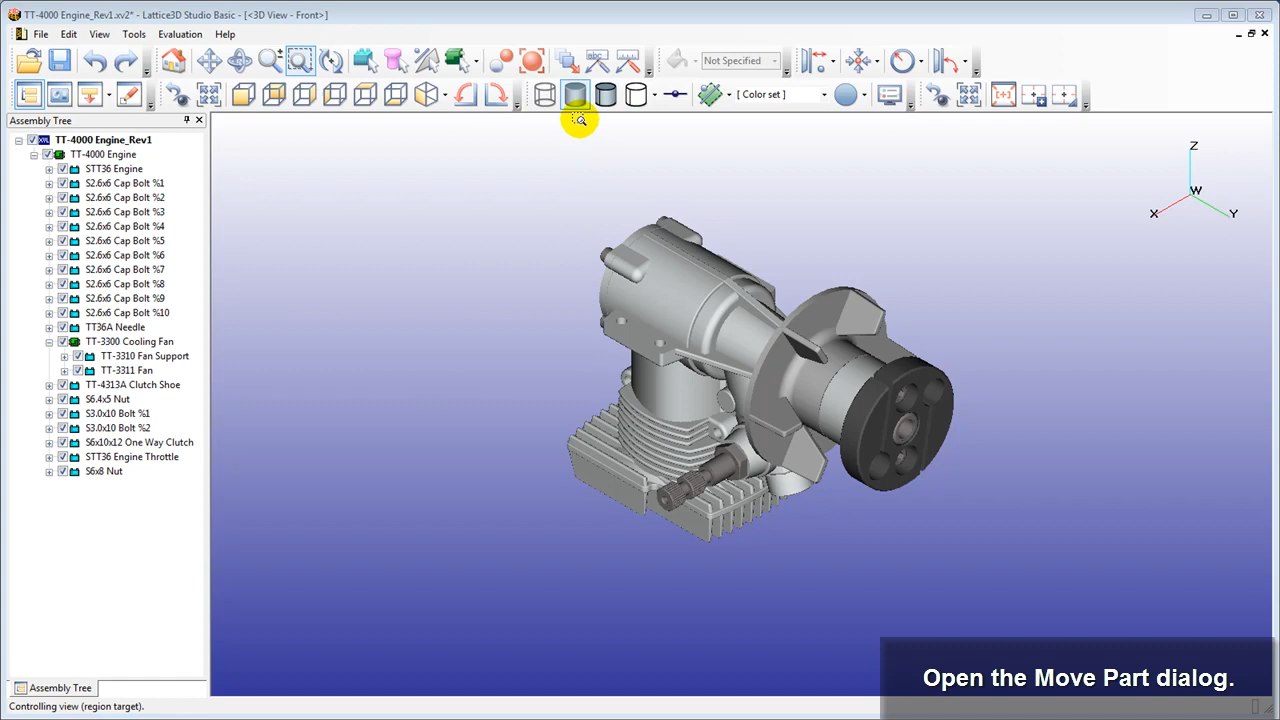 TT-4000 Engine_Rev1.xv2* - Lattice3D Studio Basic - [<3D View - Front>]
File Edit View Tools Evaluation Help
abc
Not Specified
[ Color set ]
Assembly Tree
XVL TT-4000 Engine_Rev1
TT-4000 Engine
STT36 Engine
S2.6x6 Cap Bolt %1
S2.6x6 Cap Bolt %2
S2.6x6 Cap Bolt %3
S2.6x6 Cap Bolt %4
S2.6x6 Cap Bolt %5
S2.6x6 Cap Bolt %6
S2.6x6 Cap Bolt %7
S2.6x6 Cap Bolt %8
S2.6x6 Cap Bolt %9
S2.6x6 Cap Bolt %10
TT36A Needle
TT-3300 Cooling Fan
TT-3310 Fan Support
TT-3311 Fan
TT-4313A Clutch Shoe
S6.4x5 Nut
S3.0x10 Bolt %1
S3.0x10 Bolt %2
S6x10x12 One Way Clutch
STT36 Engine Throttle
S6x8 Nut
Z
W
X
Y
Open the Move Part dialog.
Assembly Tree
Controlling view (region target).